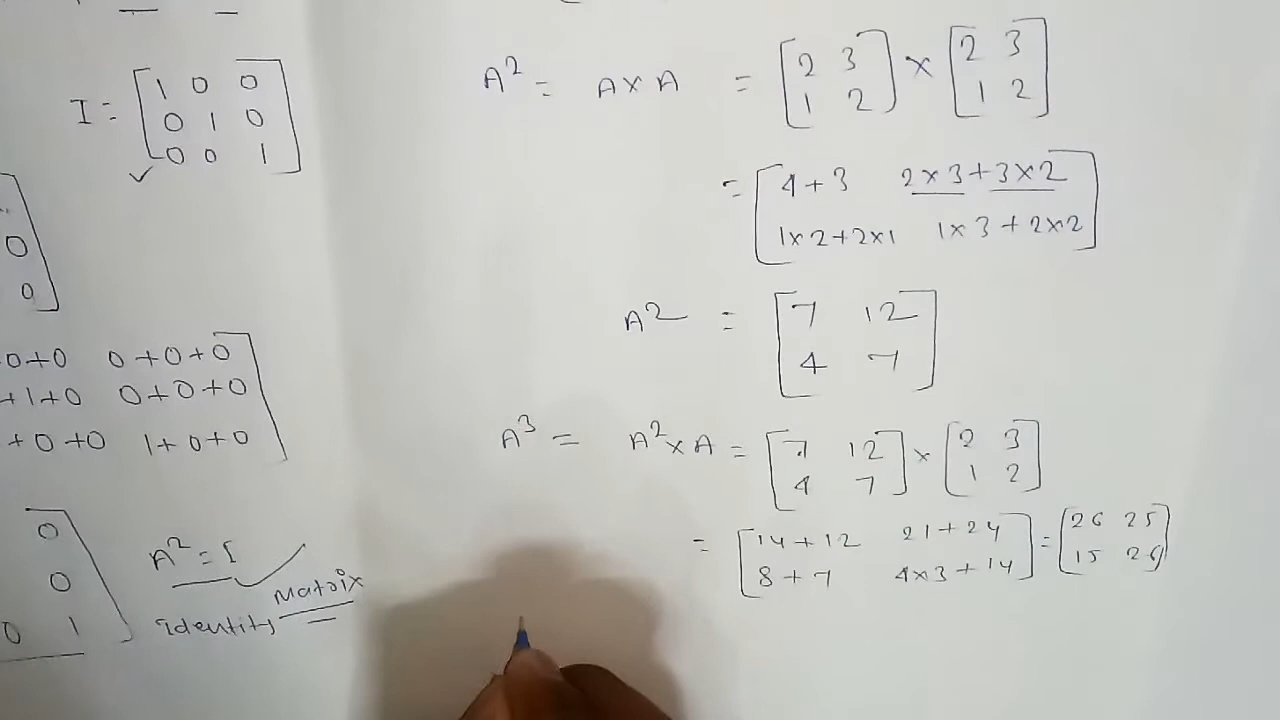 I = [1 0 0
0 1 0
0 0 1]
✓
0
0
0+0 0+0+0
+1+0 0+0+0
+0+0 1+0+0
0
0
0 1
A² = I
Identity Matrix
A² = A×A = [2 3
1 2] × [2 3
1 2]
= [4+3 2×3+3×2
1×2+2×1 1×3+2×2]
A² = [7 12
4 7]
A³ = A²×A = [7 12
4 7] × [2 3
1 2]
= [14+12 21+24
8+7 4×3+14] = [26 25
15 26]